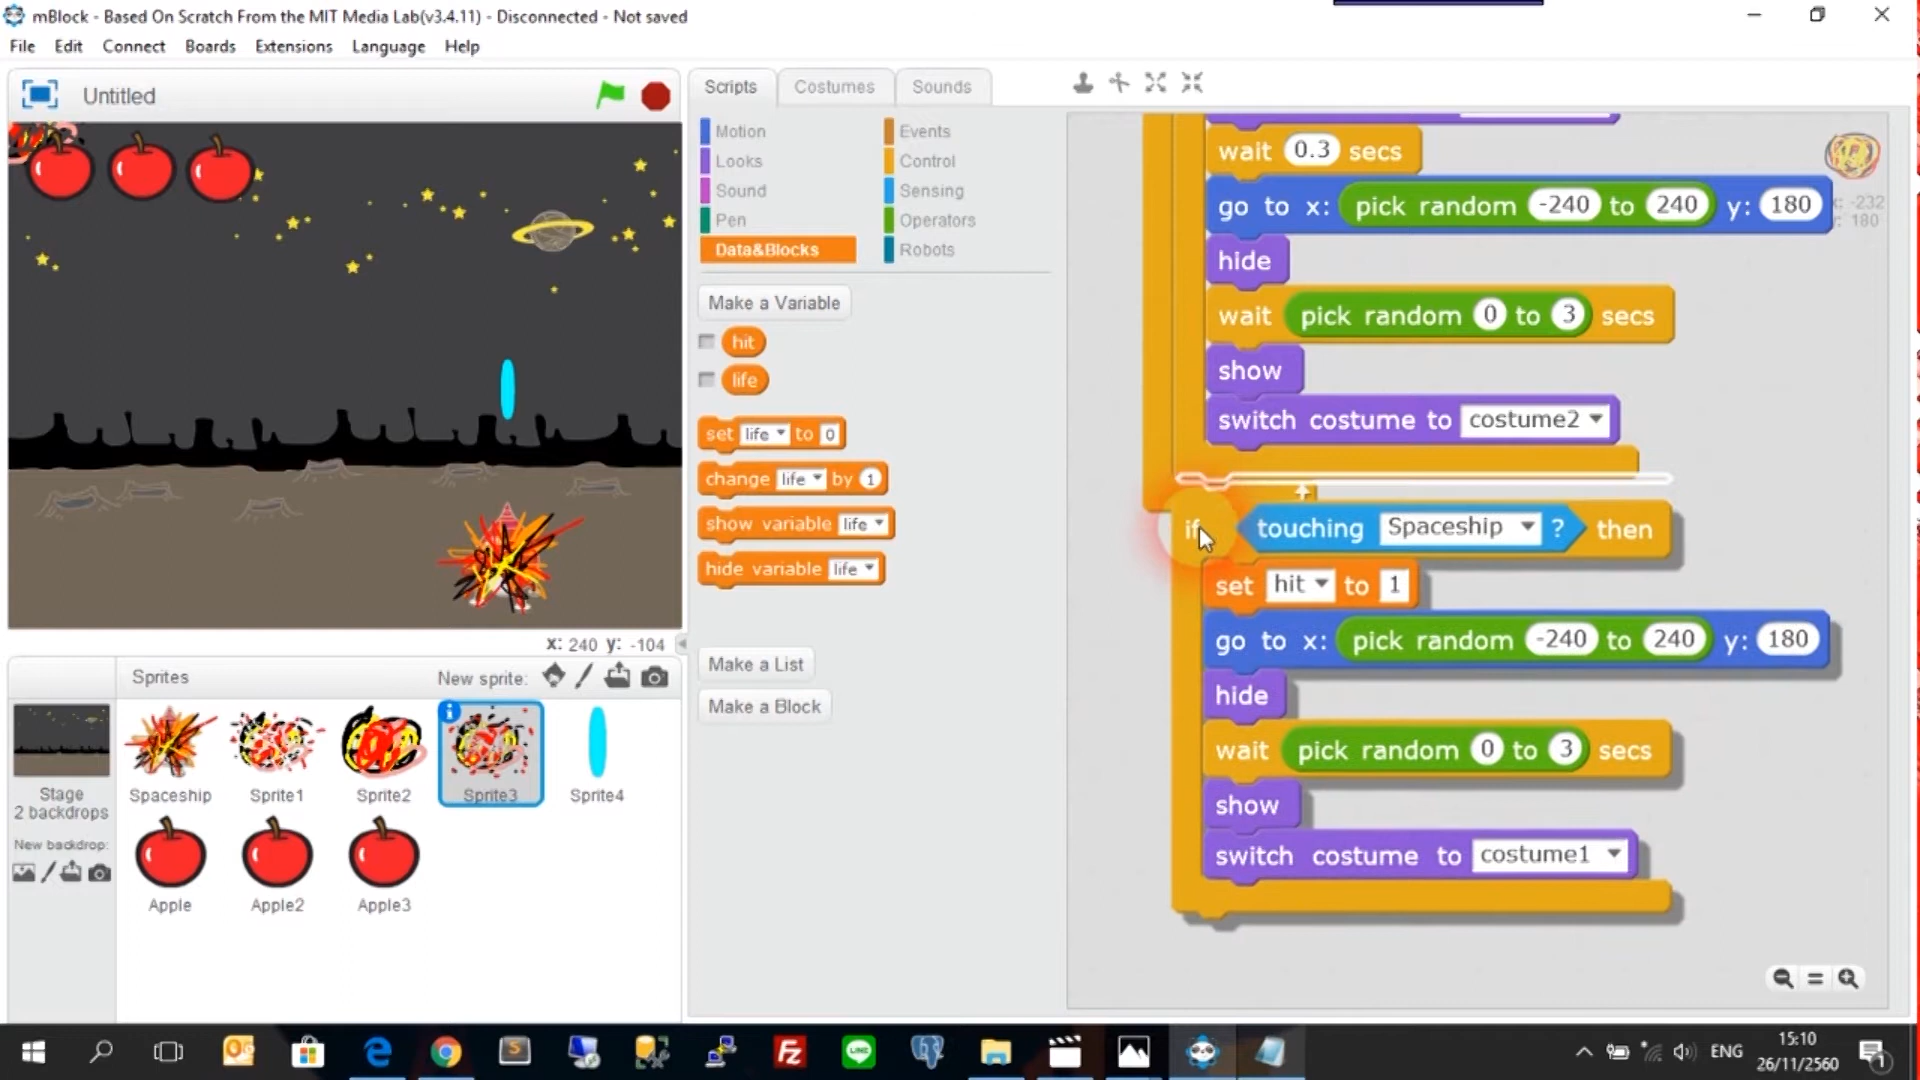 mBlock - Based On Scratch From the MIT Media Lab(v3.4.11) - Disconnected - Not saved
File Edit Connect Boards Extensions Language Help
Untitled
Scripts Costumes Sounds
Motion Events
Looks Control
Sound Sensing
Pen Operators
Data&Blocks Robots
Make a Variable
hit
life
set life to 0
change life by 1
show variable life
hide variable life
Make a List
Make a Block
wait 0.3 secs
go to x: pick random -240 to 240 y: 180
hide
wait pick random 0 to 3 secs
show
switch costume to costume2
if touching Spaceship ? then
set hit to 1
go to x: pick random -240 to 240 y: 180
hide
wait pick random 0 to 3 secs
show
switch costume to costume1
x: -232
y: 180
x: 240 y: -104
Sprites New sprite:
Stage
2 backdrops
New backdrop:
Spaceship Sprite1 Sprite2 Sprite3 Sprite4
Apple Apple2 Apple3
ENG
15:10
26/11/2560
1